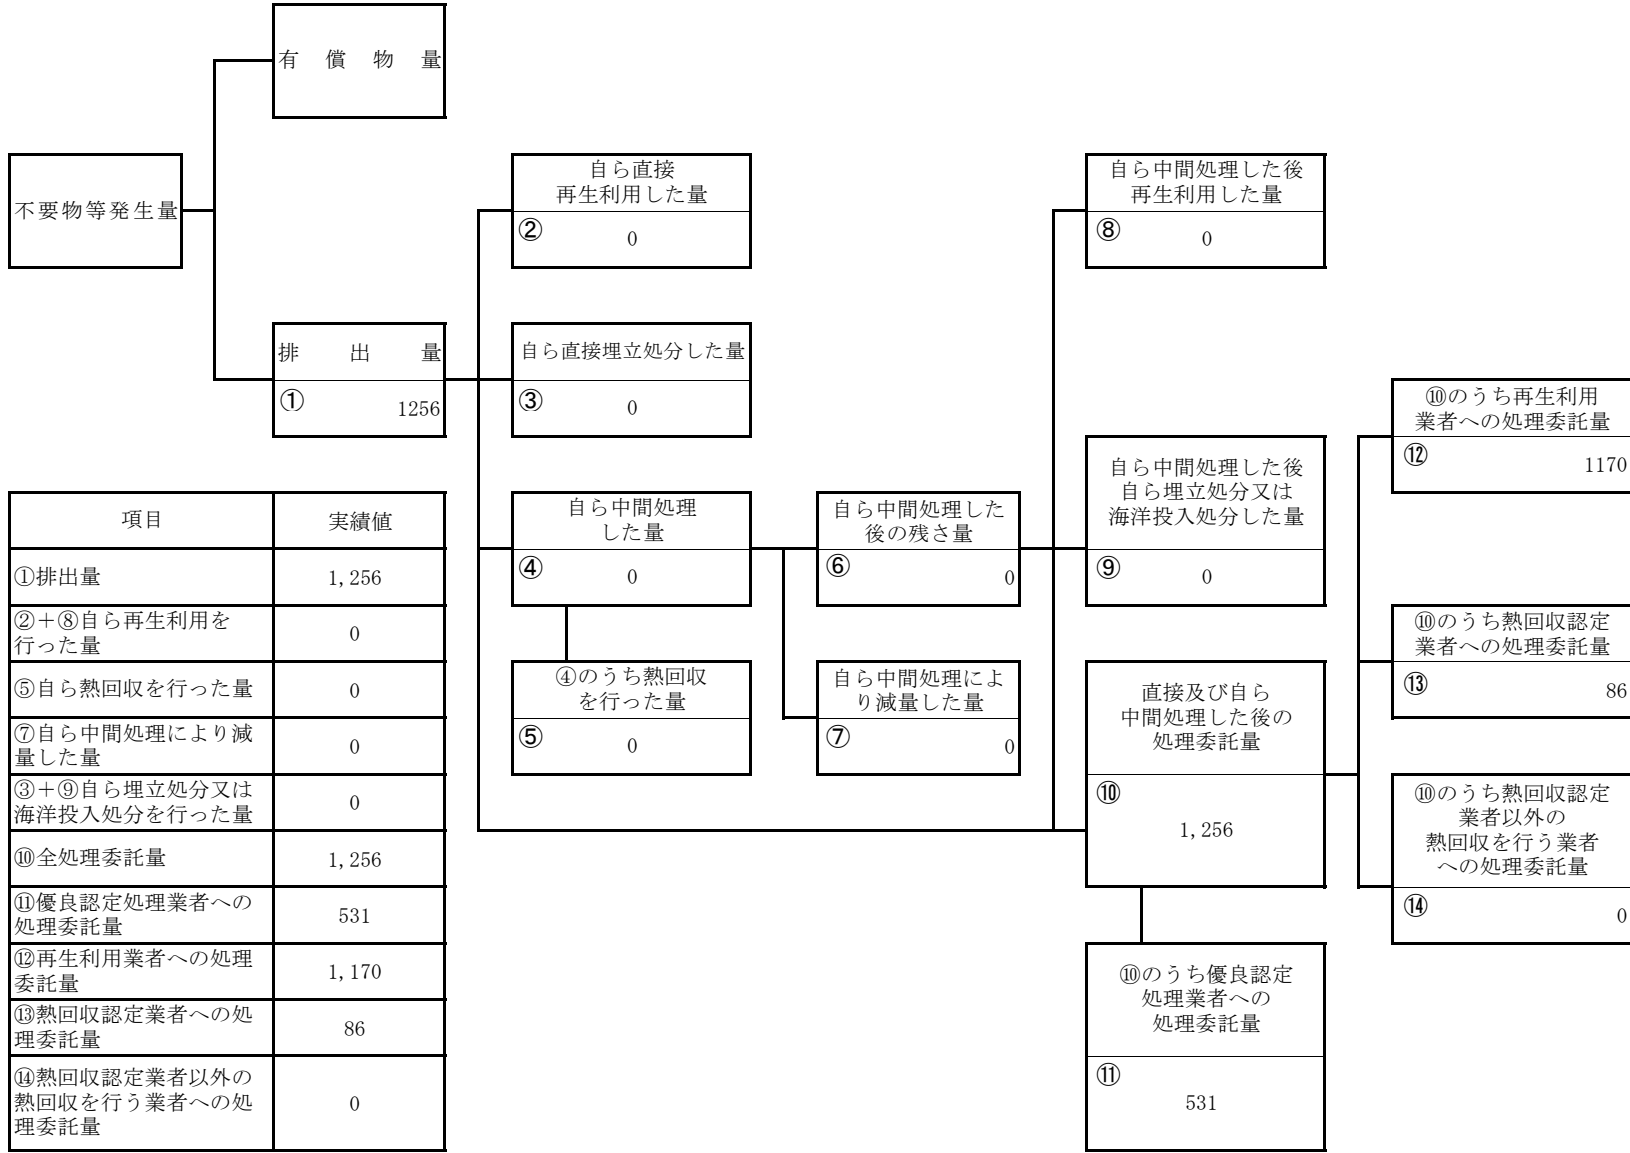 有償物量
不要物等発生量
排出量
①
1256
自ら直接
再生利用した量
②
0
自ら直接埋立処分した量
③
0
自ら中間処理
した量
④
0
④のうち熱回収
を行った量
⑤
0
自ら中間処理した
後の残さ量
⑥
0
自ら中間処理によ
り減量した量
⑦
0
自ら中間処理した後
再生利用した量
⑧
0
自ら中間処理した後
自ら埋立処分又は
海洋投入処分した量
⑨
0
直接及び自ら
中間処理した後の
処理委託量
⑩
1,256
⑩のうち優良認定
処理業者への
処理委託量
⑪
531
⑩のうち再生利用
業者への処理委託量
⑫
1170
⑩のうち熱回収認定
業者への処理委託量
⑬
86
⑩のうち熱回収認定
業者以外の
熱回収を行う業者
への処理委託量
⑭
0
項目 実績値
①排出量 1,256
②+⑧自ら再生利用を
行った量
0
⑤自ら熱回収を行った量 0
⑦自ら中間処理により減
量した量
0
③+⑨自ら埋立処分又は
海洋投入処分を行った量
0
⑩全処理委託量 1,256
⑪優良認定処理業者への
処理委託量
531
⑫再生利用業者への処理
委託量
1,170
⑬熱回収認定業者への処
理委託量
86
⑭熱回収認定業者以外の
熱回収を行う業者への処
理委託量
0